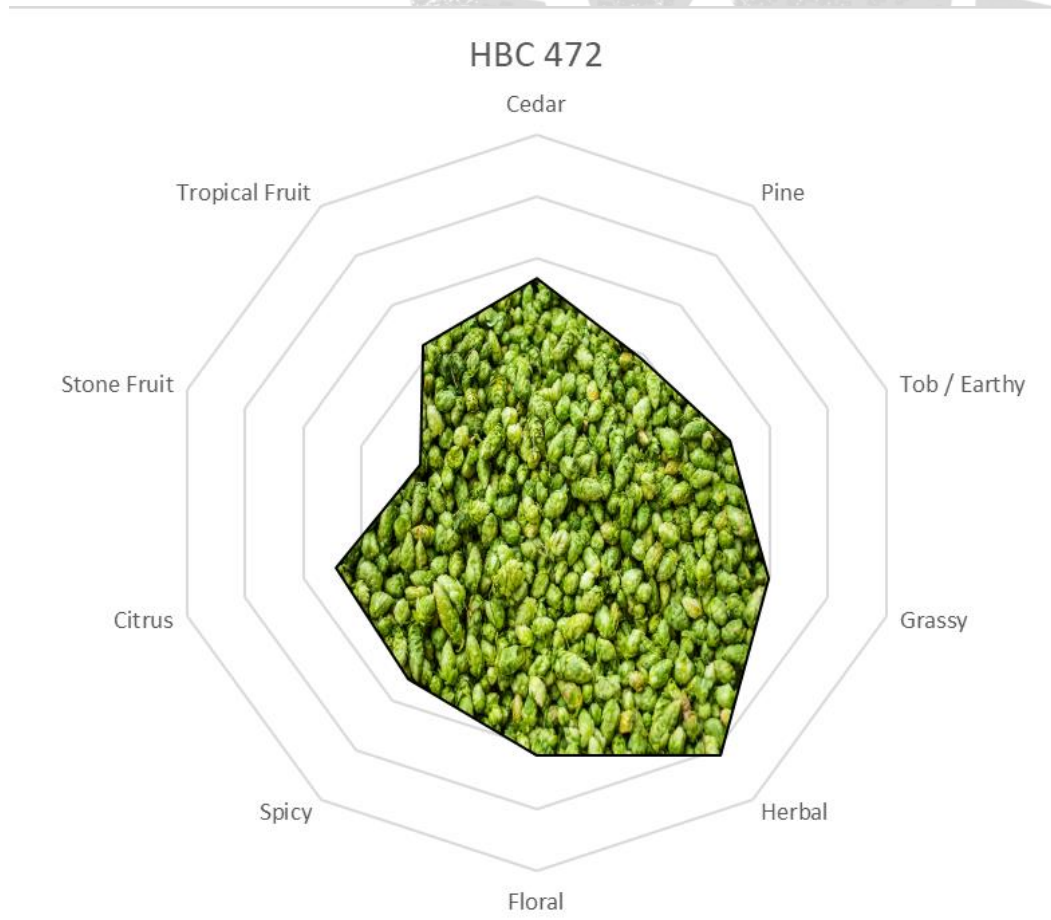 HBC 472
Cedar
Tropical Fruit
Pine
Stone Fruit
Tob / Earthy
Citrus
Grassy
Spicy
Herbal
Floral